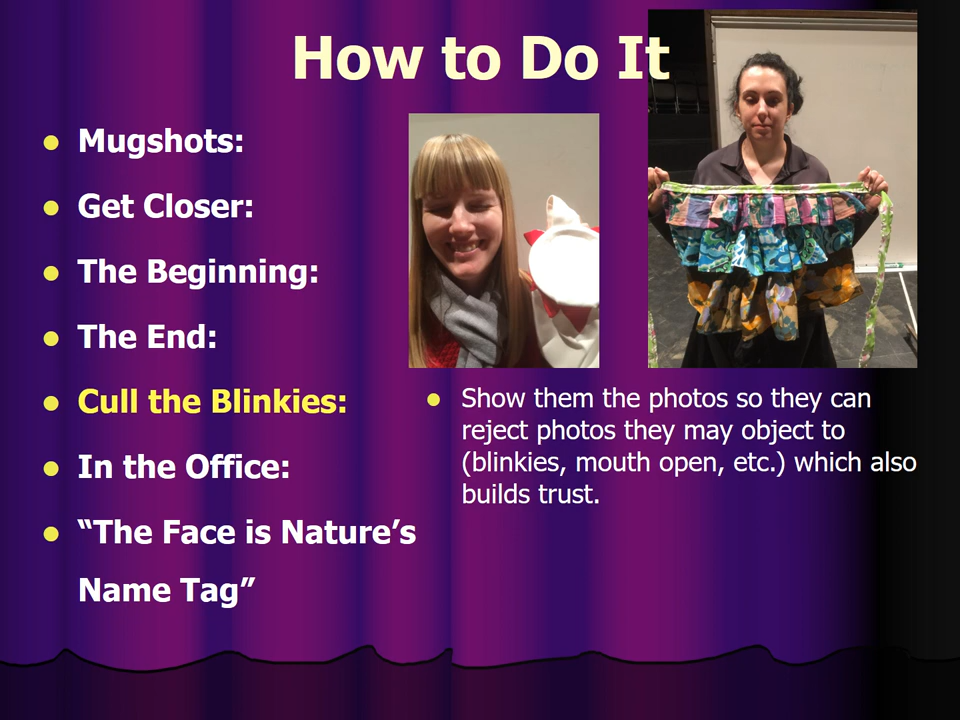 How to Do It
Mugshots:
Get Closer:
The Beginning:
The End:
Cull the Blinkies:
In the Office:
“The Face is Nature’s
Name Tag”
Show them the photos so they can
reject photos they may object to
(blinkies, mouth open, etc.) which also
builds trust.